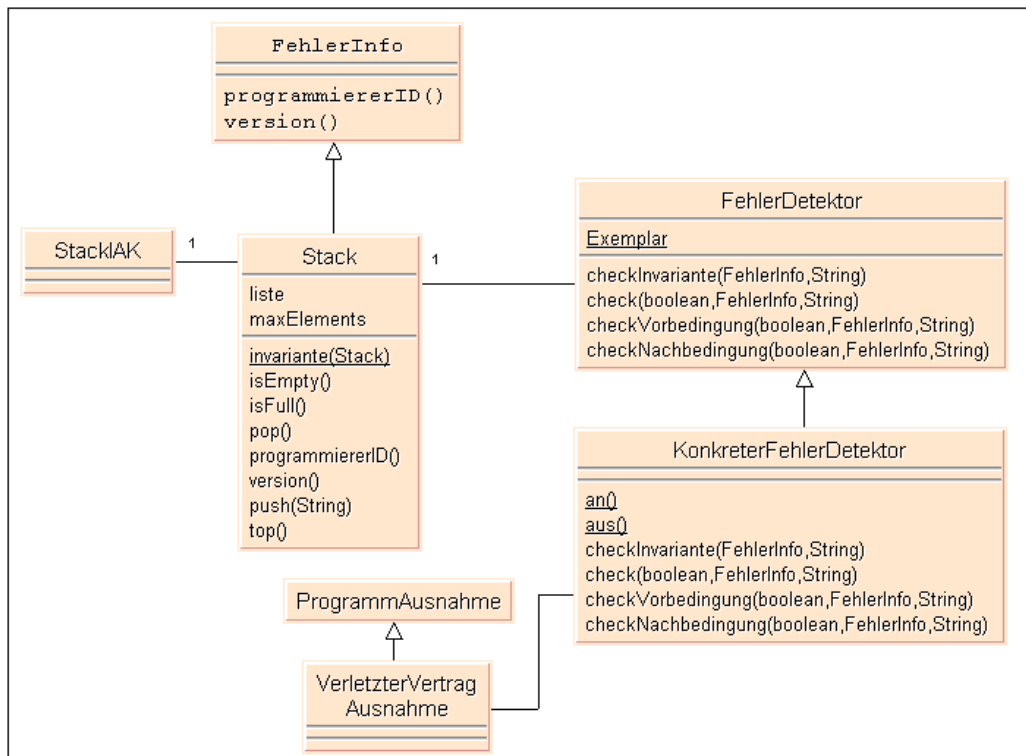 FehlerInfo
programmiererID()
version()
StackIAK
1
Stack
liste
maxElements
invariante(Stack)
isEmpty()
isFull()
pop()
programmiererID()
version()
push(String)
top()
1
FehlerDetektor
Exemplar
checkInvariante(FehlerInfo,String)
check(boolean,FehlerInfo,String)
checkVorbedingung(boolean,FehlerInfo,String)
checkNachbedingung(boolean,FehlerInfo,String)
KonkreterFehlerDetektor
an()
aus()
checkInvariante(FehlerInfo,String)
check(boolean,FehlerInfo,String)
checkVorbedingung(boolean,FehlerInfo,String)
checkNachbedingung(boolean,FehlerInfo,String)
ProgrammAusnahme
VerletzterVertrag
Ausnahme